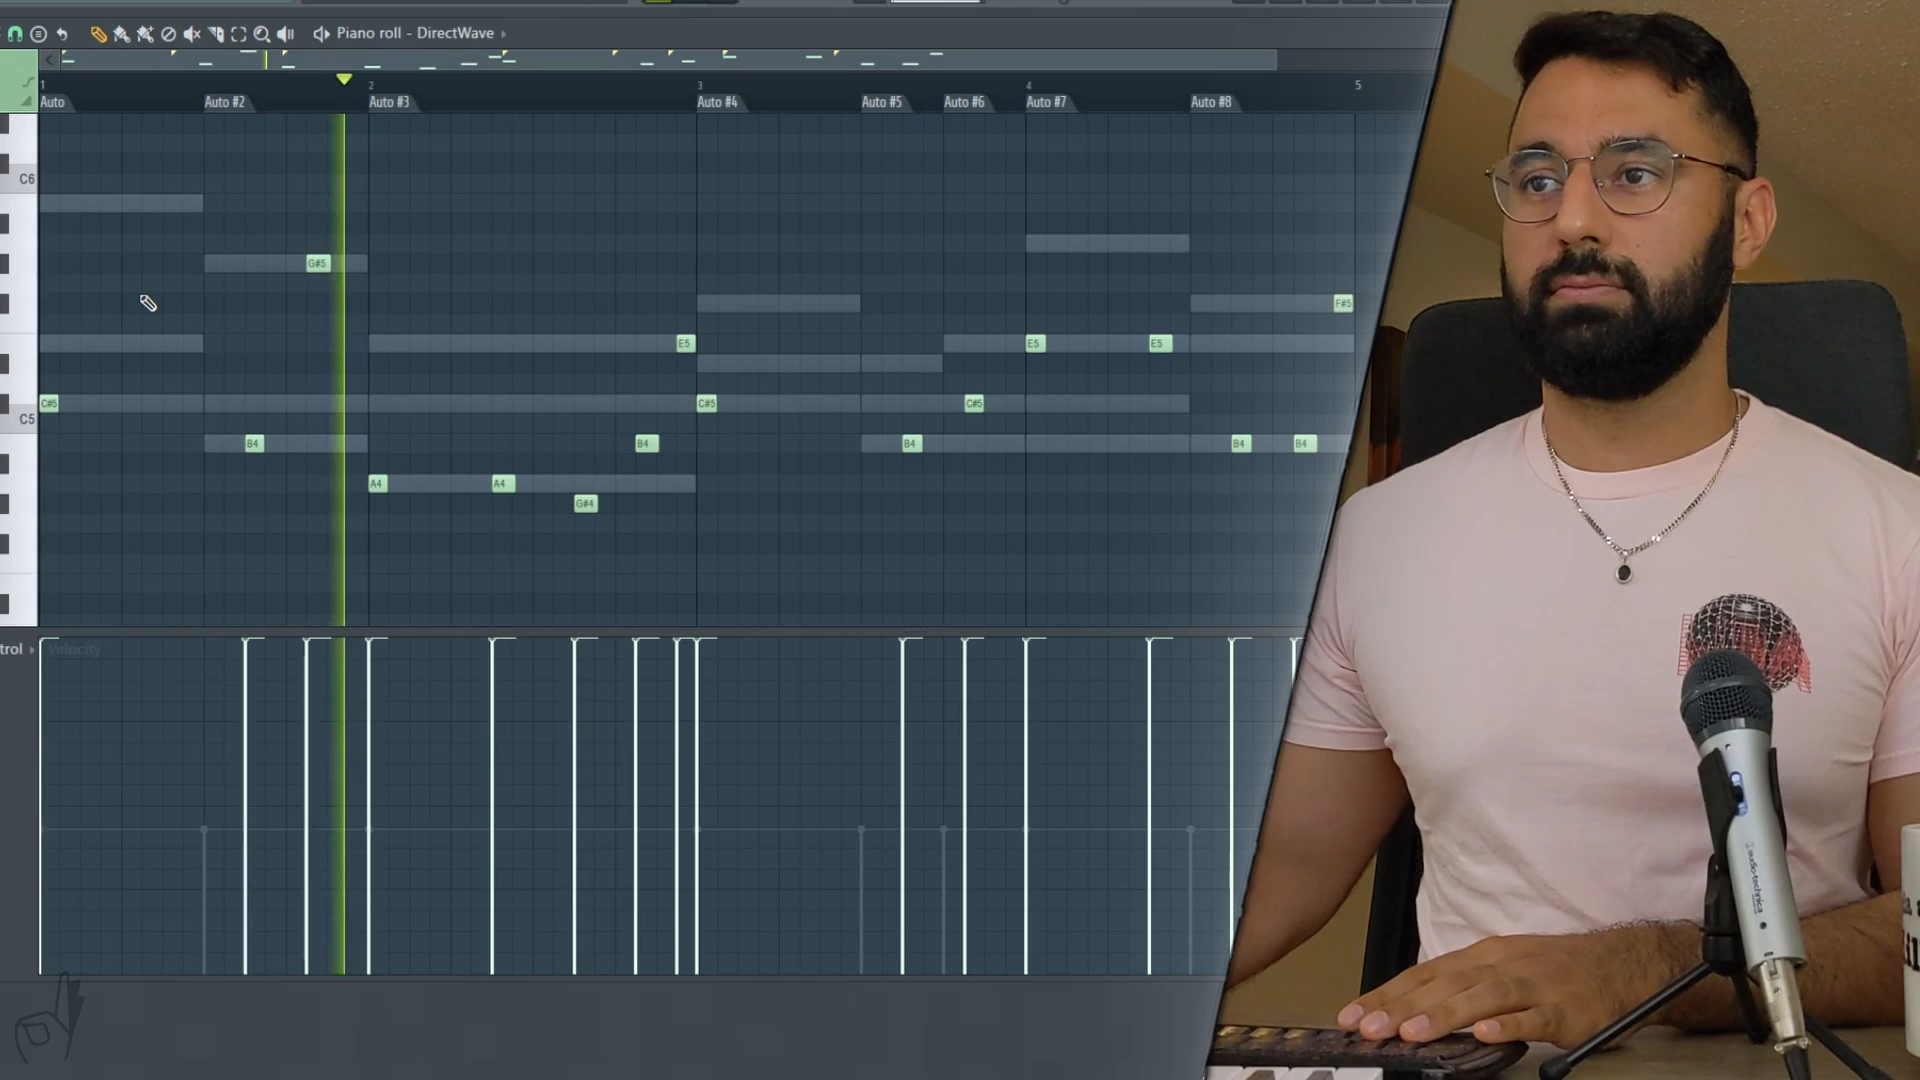 Piano roll - DirectWave
1 2 3 4 5
Auto Auto #2 Auto #3 Auto #4 Auto #5 Auto #6 Auto #7 Auto #8
C6
G#5
F#5
E5 E5 E5
C#5 C#5 C#5
C5
B4 B4 B4 B4 B4
A4 A4
G#4
trol
Velocity
audio-technica